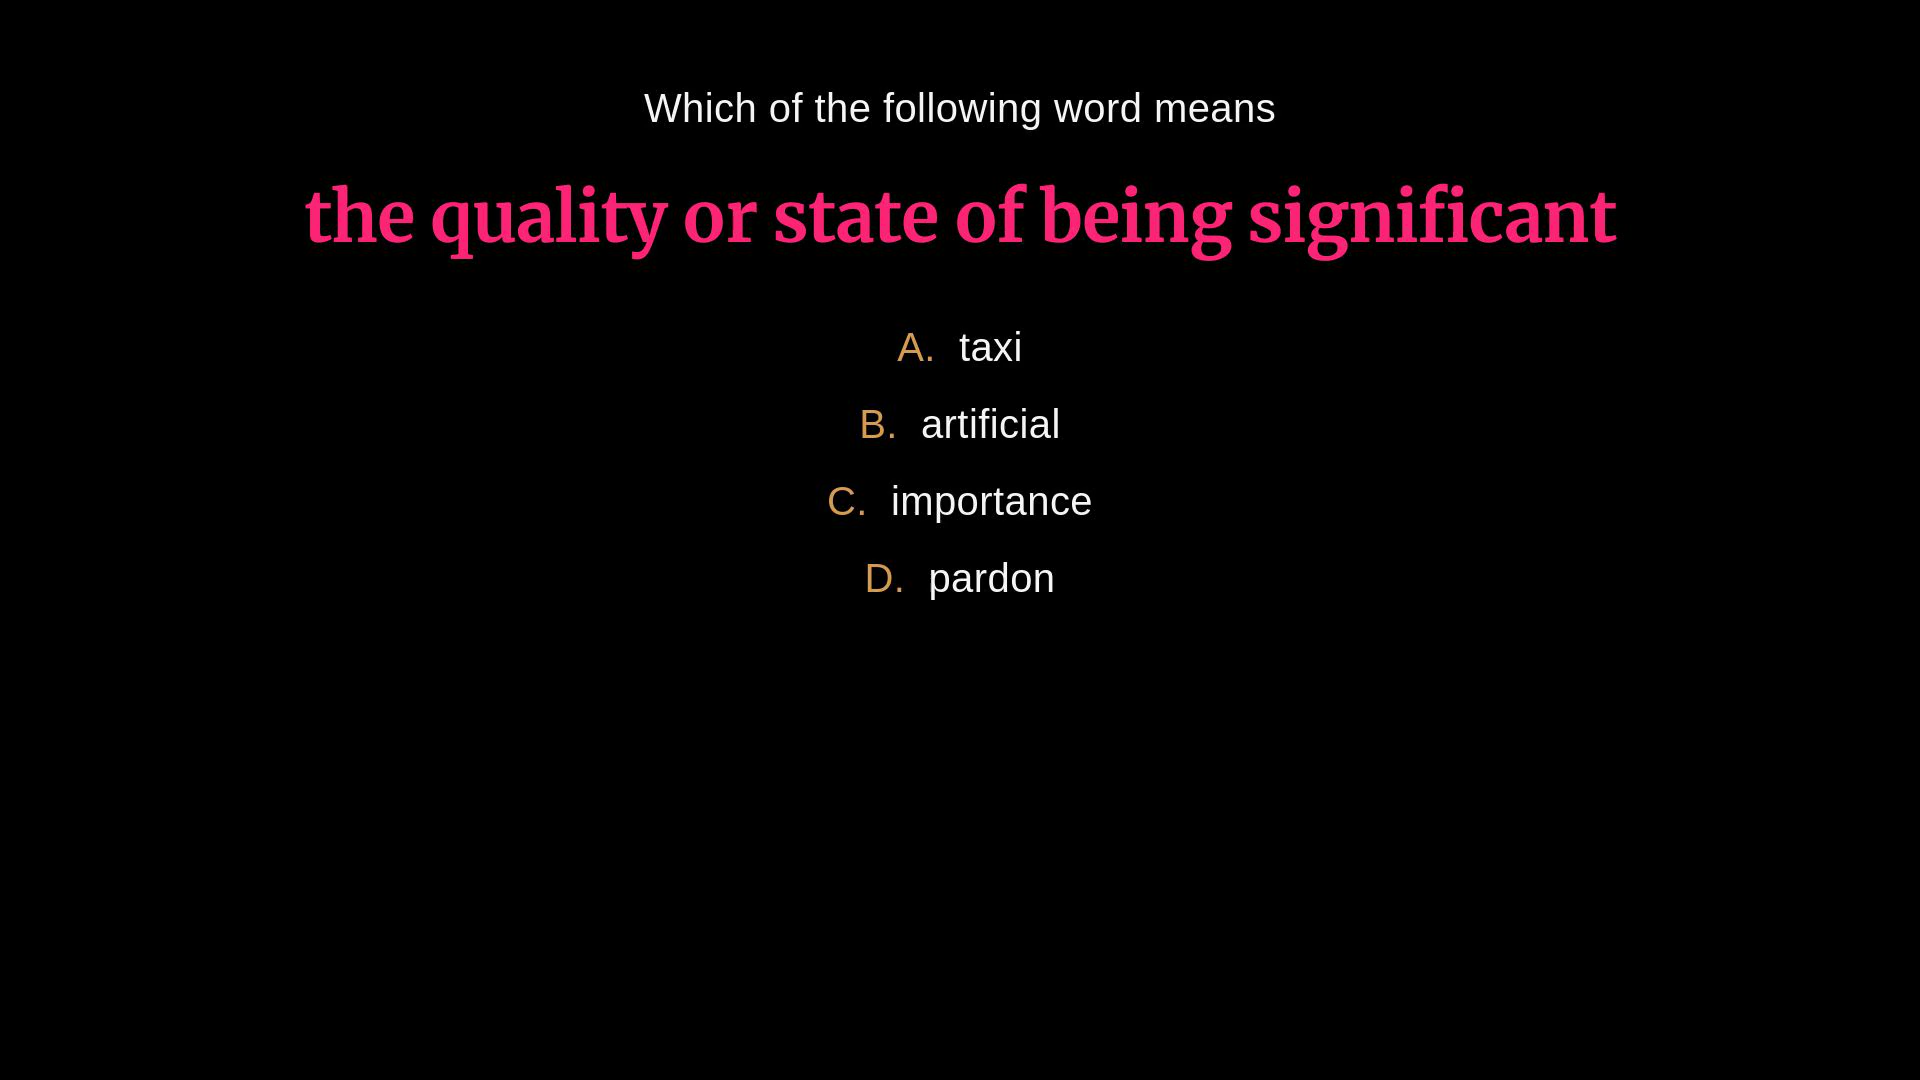 Which of the following word means
the quality or state of being significant
A. taxi
B. artificial
C. importance
D. pardon